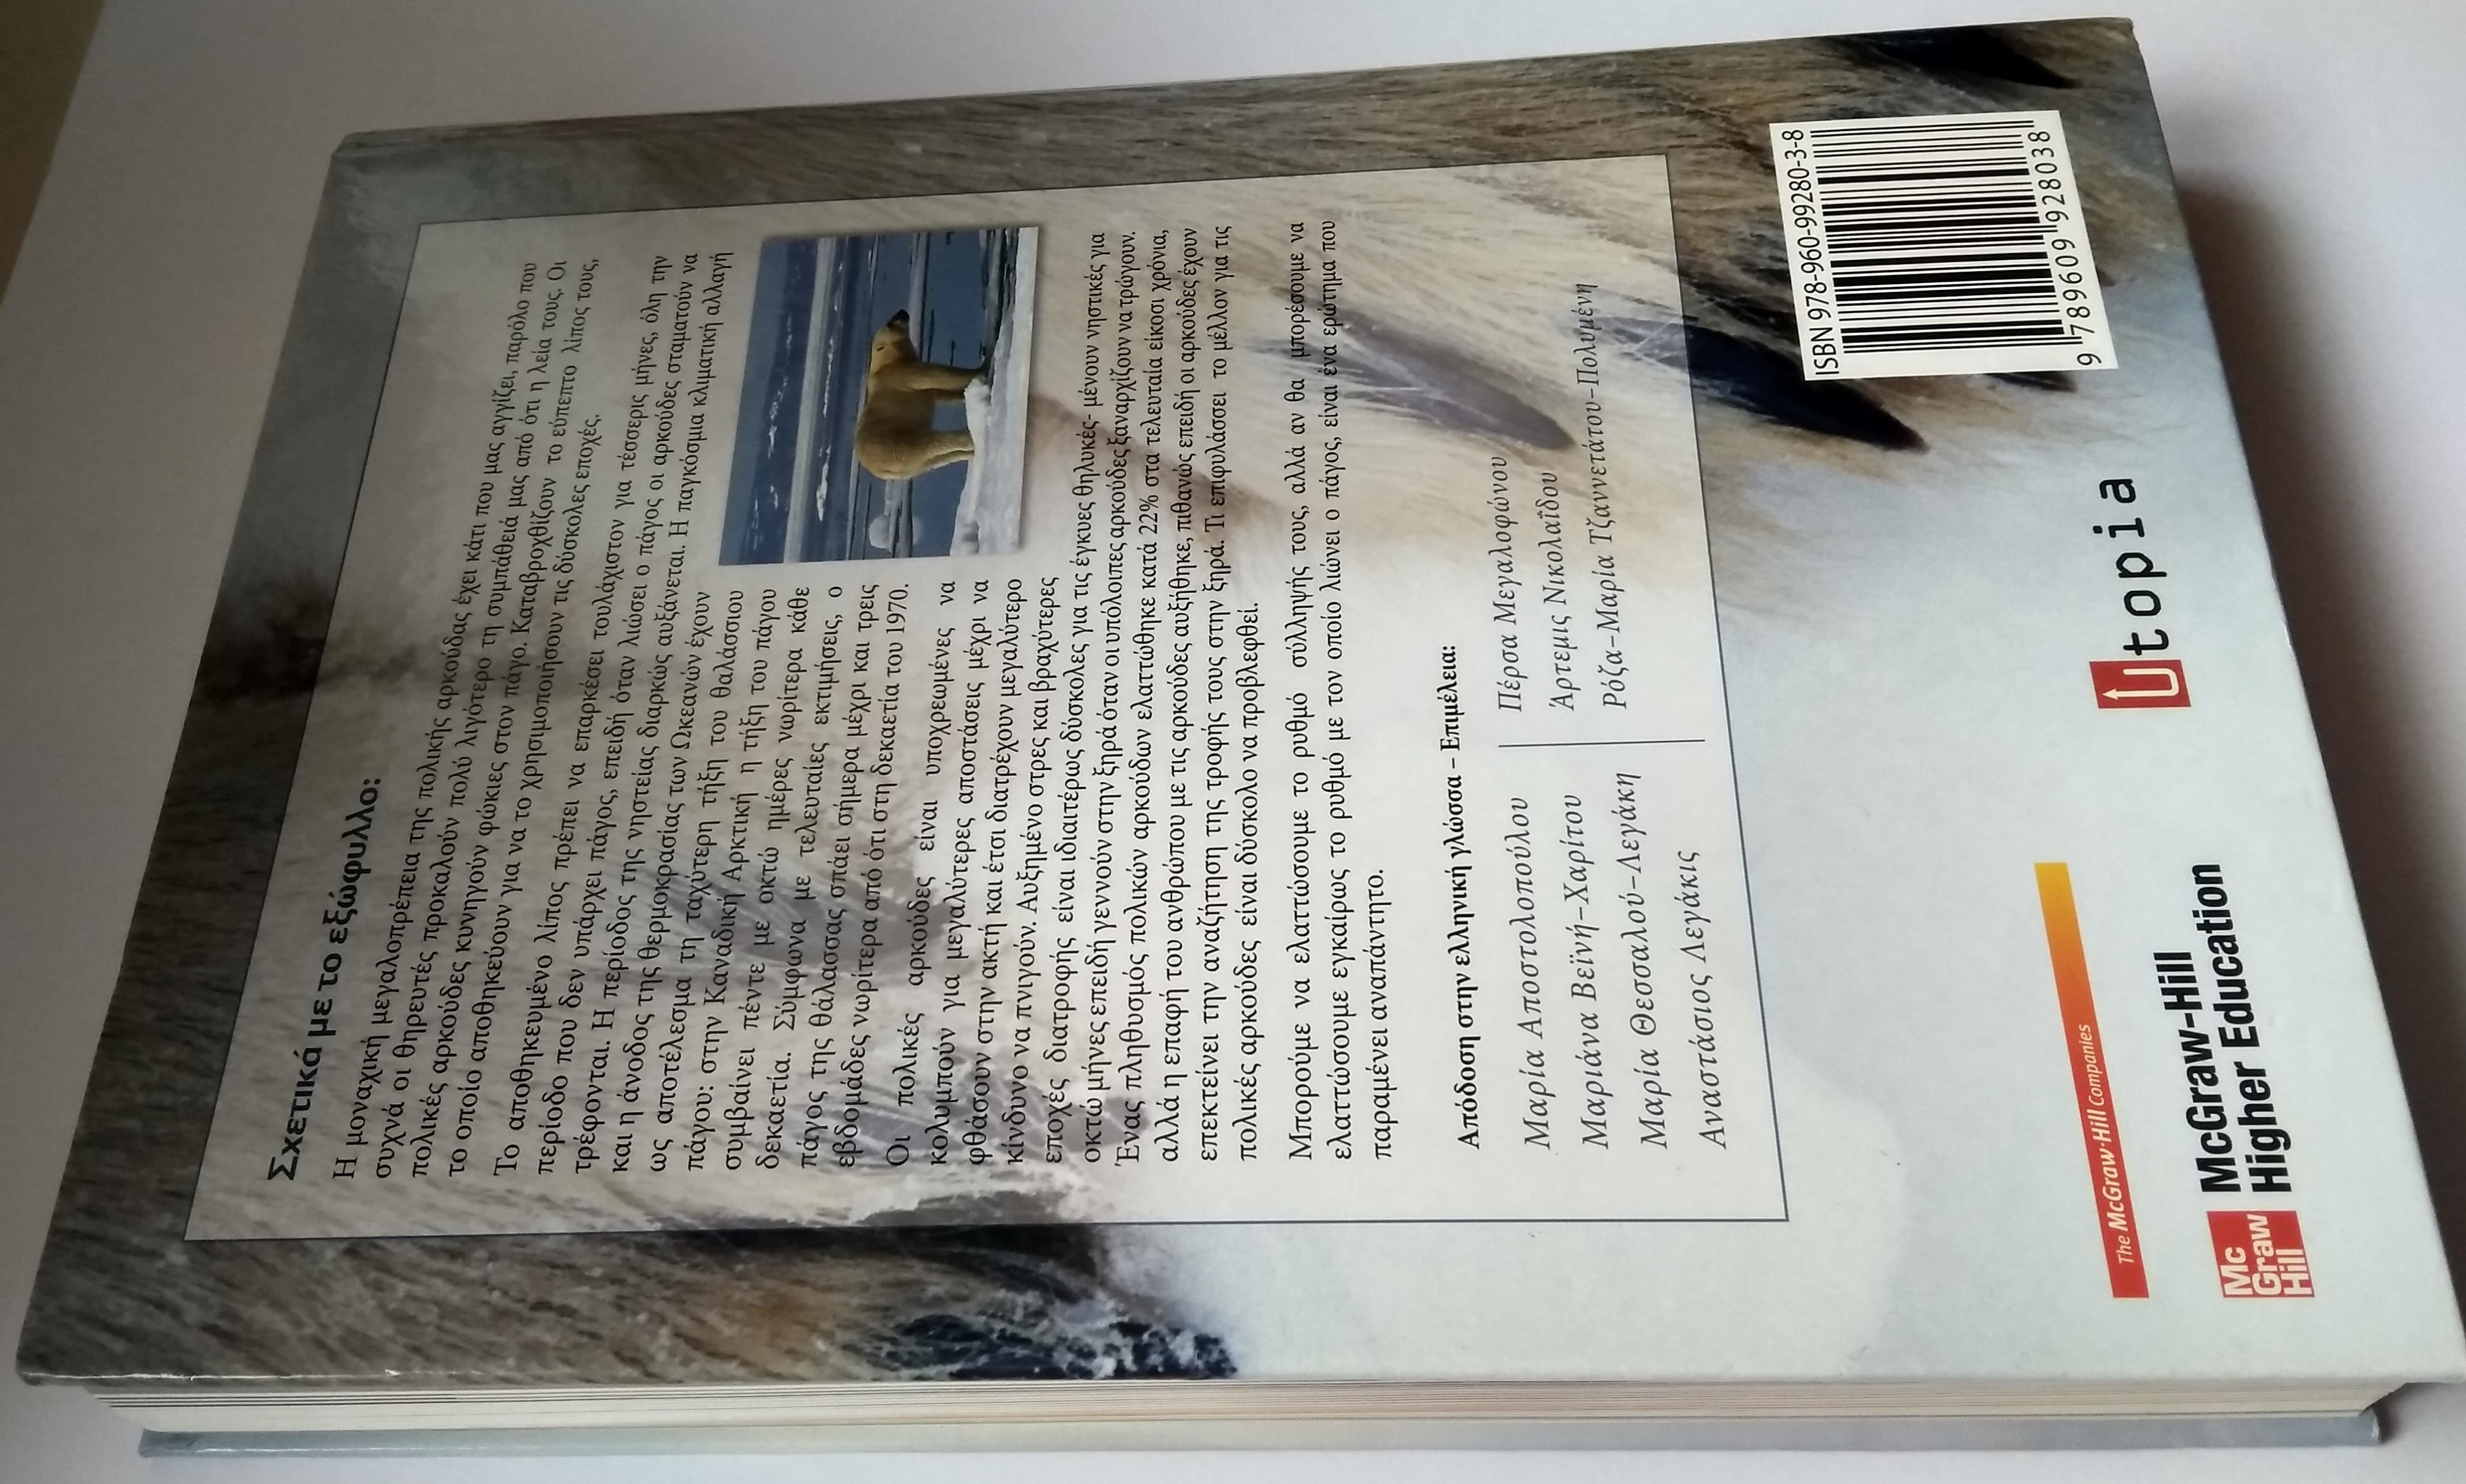 Σχετικά με το εξώφυλλο:
Η μοναχική μεγαλοπρέπεια της πολικής αρκούδας έχει κάτι που μας αγγίζει, παρόλο που
συχνά οι θηρευτές προκαλούν πολύ λιγότερο τη συμπάθειά μας από ότι η λεία τους. Οι
πολικές αρκούδες κυνηγούν φώκιες στον πάγο. Καταβροχθίζουν το εύπεπτο λίπος τους,
το οποίο αποθηκεύουν για να το χρησιμοποιήσουν τις δύσκολες εποχές.
Το αποθηκευμένο λίπος πρέπει να επαρκέσει τουλάχιστον για τέσσερις μήνες, όλη την
περίοδο που δεν υπάρχει πάγος, επειδή όταν λιώσει ο πάγος οι αρκούδες σταματούν να
τρέφονται. Η περίοδος της νηστείας διαρκώς αυξάνεται. Η παγκόσμια κλιματική αλλαγή
και η άνοδος της θερμοκρασίας των Ωκεανών έχουν
ως αποτέλεσμα τη ταχύτερη τήξη του θαλάσσιου
πάγου: στην Καναδική Αρκτική η τήξη του πάγου
συμβαίνει πέντε με οκτώ ημέρες νωρίτερα κάθε
δεκαετία. Σύμφωνα με τελευταίες εκτιμήσεις, ο
πάγος της θάλασσας σπάει σήμερα μέχρι και τρεις
εβδομάδες νωρίτερα από ότι στη δεκαετία του 1970.
Οι πολικές αρκούδες είναι υποχρεωμένες να
κολυμπούν για μεγαλύτερες αποστάσεις μέχρι να
φθάσουν στην ακτή και έτσι διατρέχουν μεγαλύτερο
κίνδυνο να πνιγούν. Αυξημένο στρες και βραχύτερες
εποχές διατροφής είναι ιδιαιτέρως δύσκολες για τις έγκυες θηλυκές- μένουν νηστικές για
οκτώ μήνες επειδή γεννούν στην ξηρά όταν οι υπόλοιπες αρκούδες ξαναρχίζουν να τρώγουν.
Ένας πληθυσμός πολικών αρκούδων ελαττώθηκε κατά 22% στα τελευταία είκοσι χρόνια,
αλλά η επαφή του ανθρώπου με τις αρκούδες αυξήθηκε, πιθανώς επειδή οι αρκούδες έχουν
επεκτείνει την αναζήτηση της τροφής τους στην ξηρά. Τι επιφυλάσσει το μέλλον για τις
πολικές αρκούδες είναι δύσκολο να προβλεφθεί.
Μπορούμε να ελαττώσουμε το ρυθμό σύλληψής τους, αλλά αν θα μπορέσουμε να
ελαττώσουμε εγκαίρως το ρυθμό με τον οποίο λιώνει ο πάγος, είναι ένα ερώτημα που
παραμένει αναπάντητο.
Απόδοση στην ελληνική γλώσσα – Επιμέλεια:
Μαρία Αποστολοπούλου
Μαριάνα Βεϊνή-Χαρίτου
Μαρία Θεσσαλού-Λεγάκη
Αναστάσιος Λεγάκις
Πέρσα Μεγαλοφώνου
Άρτεμις Νικολαΐδου
Ρόζα-Μαρία Τζαννετάτου-Πολυμένη
The McGraw·Hill Companies
Mc
Graw
Hill
McGraw-Hill
Higher Education
Utopia
ISBN 978-960-99280-3-8
9 789609 928038